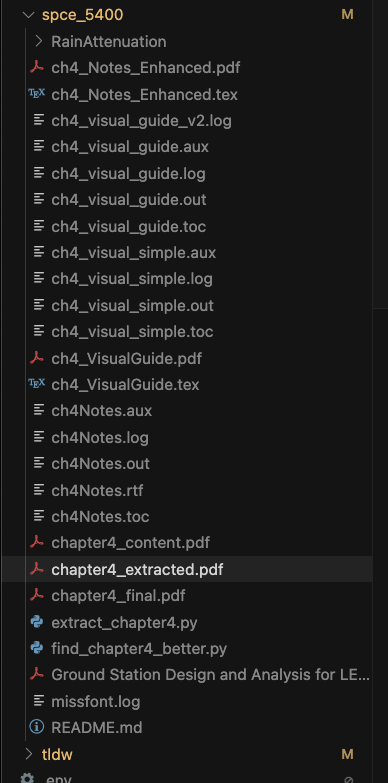 spce_5400
M
RainAttenuation
ch4_Notes_Enhanced.pdf
TEX ch4_Notes_Enhanced.tex
ch4_visual_guide_v2.log
ch4_visual_guide.aux
ch4_visual_guide.log
ch4_visual_guide.out
ch4_visual_guide.toc
ch4_visual_simple.aux
ch4_visual_simple.log
ch4_visual_simple.out
ch4_visual_simple.toc
ch4_VisualGuide.pdf
TEX ch4_VisualGuide.tex
ch4Notes.aux
ch4Notes.log
ch4Notes.out
ch4Notes.rtf
ch4Notes.toc
chapter4_content.pdf
chapter4_extracted.pdf
chapter4_final.pdf
extract_chapter4.py
find_chapter4_better.py
Ground Station Design and Analysis for LE...
missfont.log
README.md
tldw
M
.env